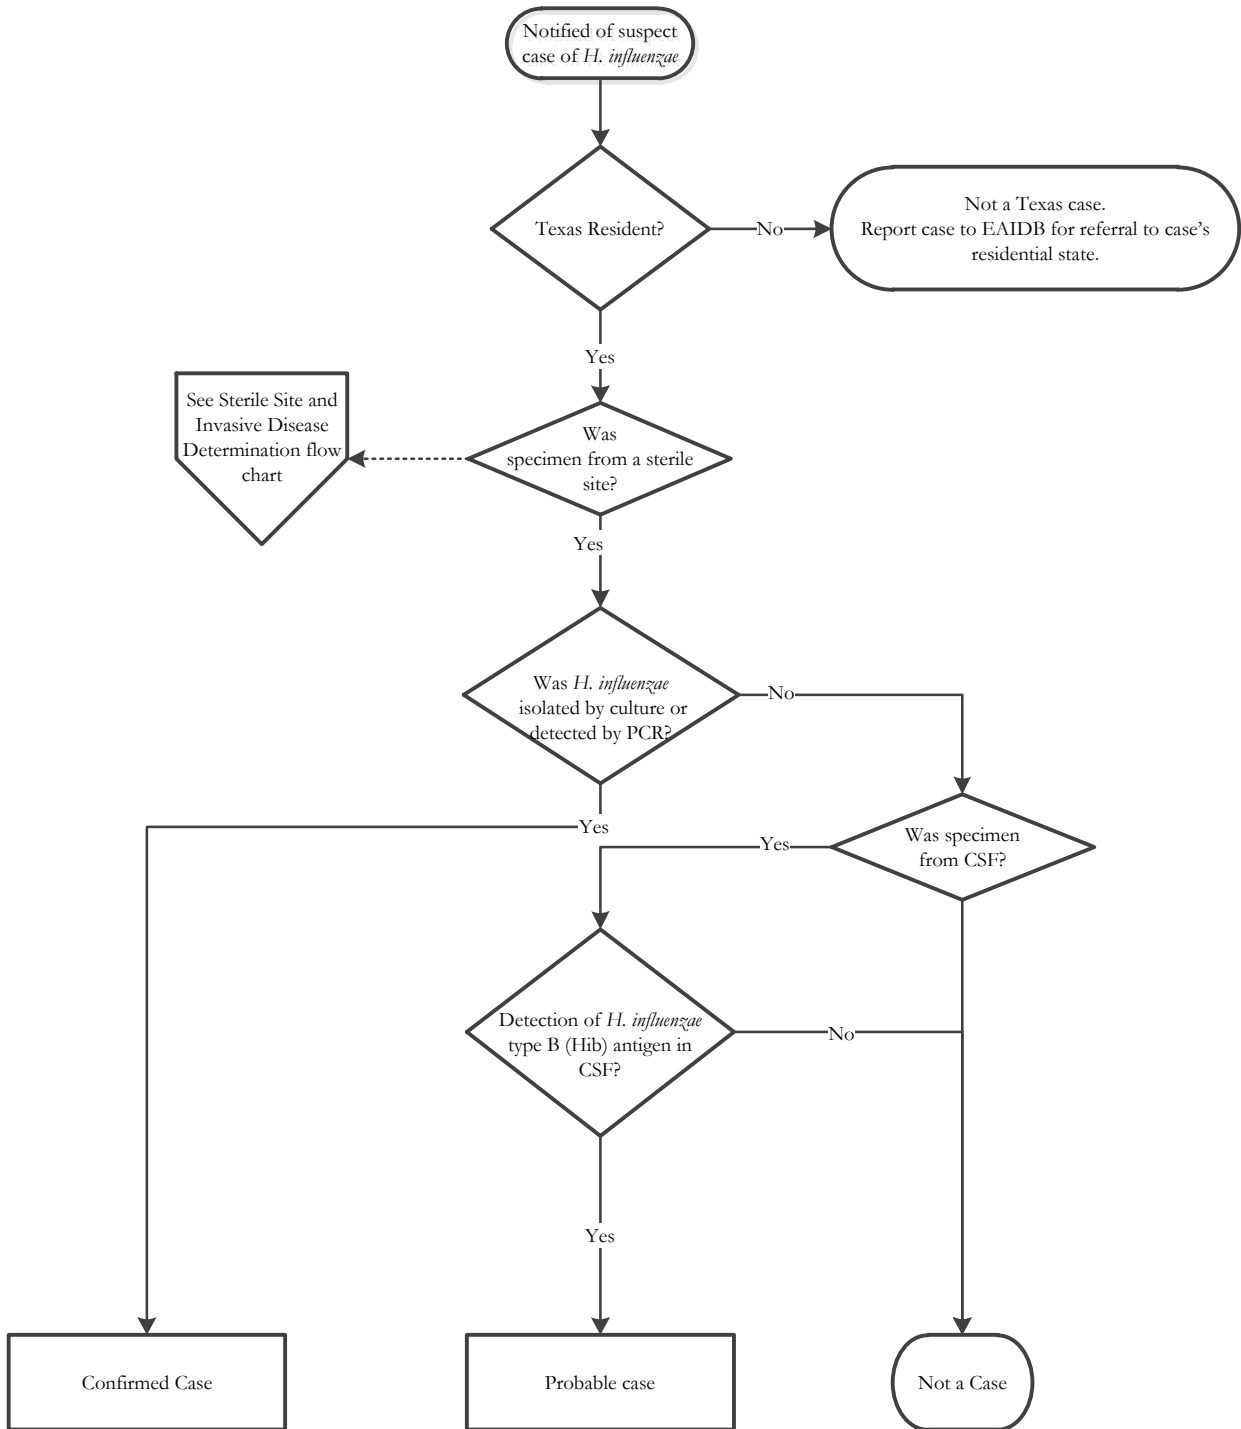 Notified of suspect
case of H. influenzae
Texas Resident?
No
Not a Texas case.
Report case to EAIDB for referral to case's
residential state.
Yes
See Sterile Site and
Invasive Disease
Determination flow
chart
Was
specimen from a sterile
site?
Yes
Was H. influenzae
isolated by culture or
detected by PCR?
No
Yes
Was specimen
from CSF?
Yes
Detection of H. influenzae
type B (Hib) antigen in
CSF?
No
Yes
Confirmed Case
Probable case
Not a Case